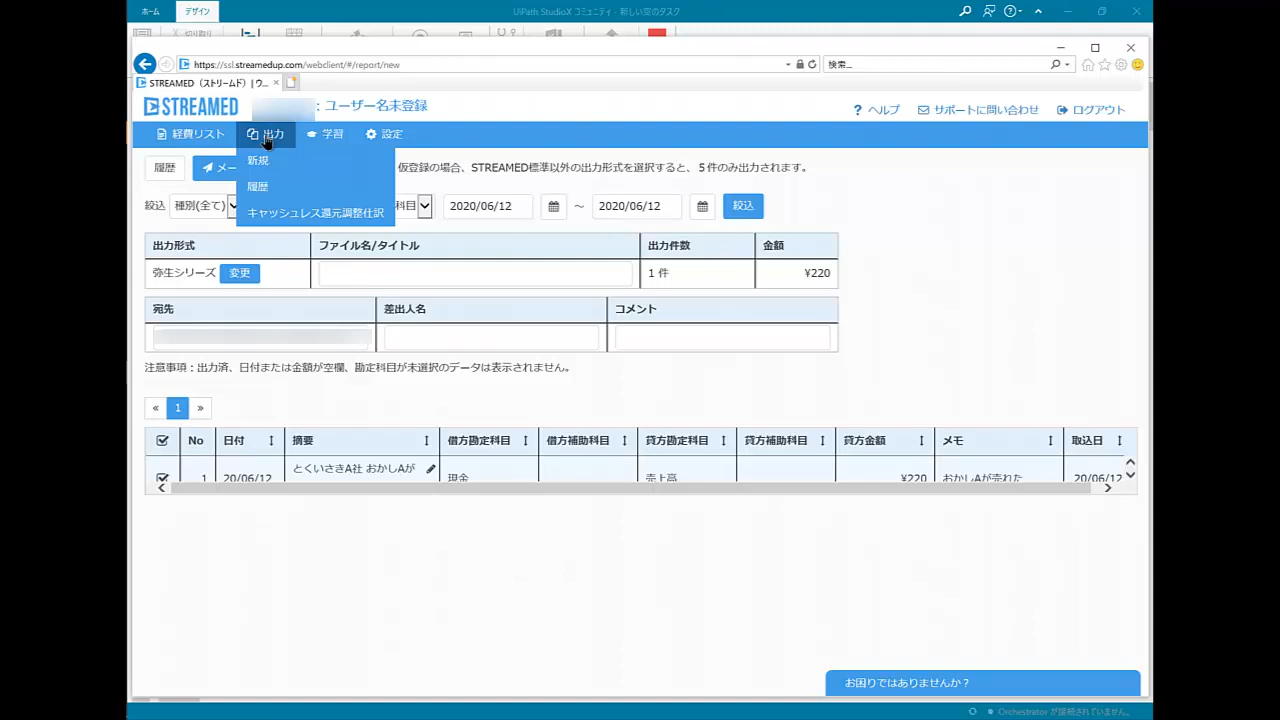 ホーム デザイン UiPath StudioX コミュニティ - 新しい空のタスク
切り取り
https://ssl.streamedup.com/webclient/#/report/new 検索...
STREAMED（ストリームド）| ウ...
STREAMED : ユーザー名未登録 ヘルプ サポートに問い合わせ ログアウト
経費リスト 出力 学習 設定
新規
履歴
キャッシュレス還元調整仕訳
履歴 メー 仮登録の場合、STREAMED標準以外の出力形式を選択すると、5件のみ出力されます。
絞込 種別(全て) 科目 2020/06/12 ～ 2020/06/12 絞込
出力形式 ファイル名/タイトル 出力件数 金額
弥生シリーズ 変更 1 件 ¥220
宛先 差出人名 コメント
注意事項：出力済、日付または金額が空欄、勘定科目が未選択のデータは表示されません。
« 1 »
No 日付 摘要 借方勘定科目 借方補助科目 貸方勘定科目 貸方補助科目 貸方金額 メモ 取込日
1 20/06/12 とくいさきA社 おかしAが 現金 売上高 ¥220 おかしAが売れた 20/06/12
お困りではありませんか？
Orchestrator が接続されていません。